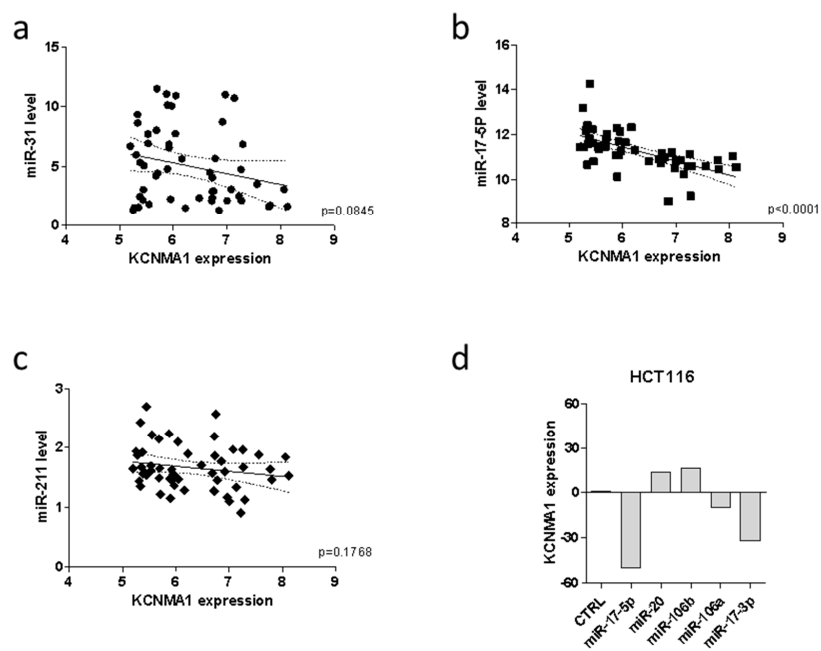 a
15
10
5
0
miR-31 level
4 5 6 7 8 9
KCNMA1 expression
p=0.0845
b
16
14
12
10
8
miR-17-5P level
4 5 6 7 8 9
KCNMA1 expression
p<0.0001
c
3
2
1
0
miR-211 level
4 5 6 7 8 9
KCNMA1 expression
p=0.1768
d
HCT116
60
30
0
-30
-60
KCNMA1 expression
CTRL
miR-17-5p
miR-20
miR-106b
miR-106a
miR-17-3p